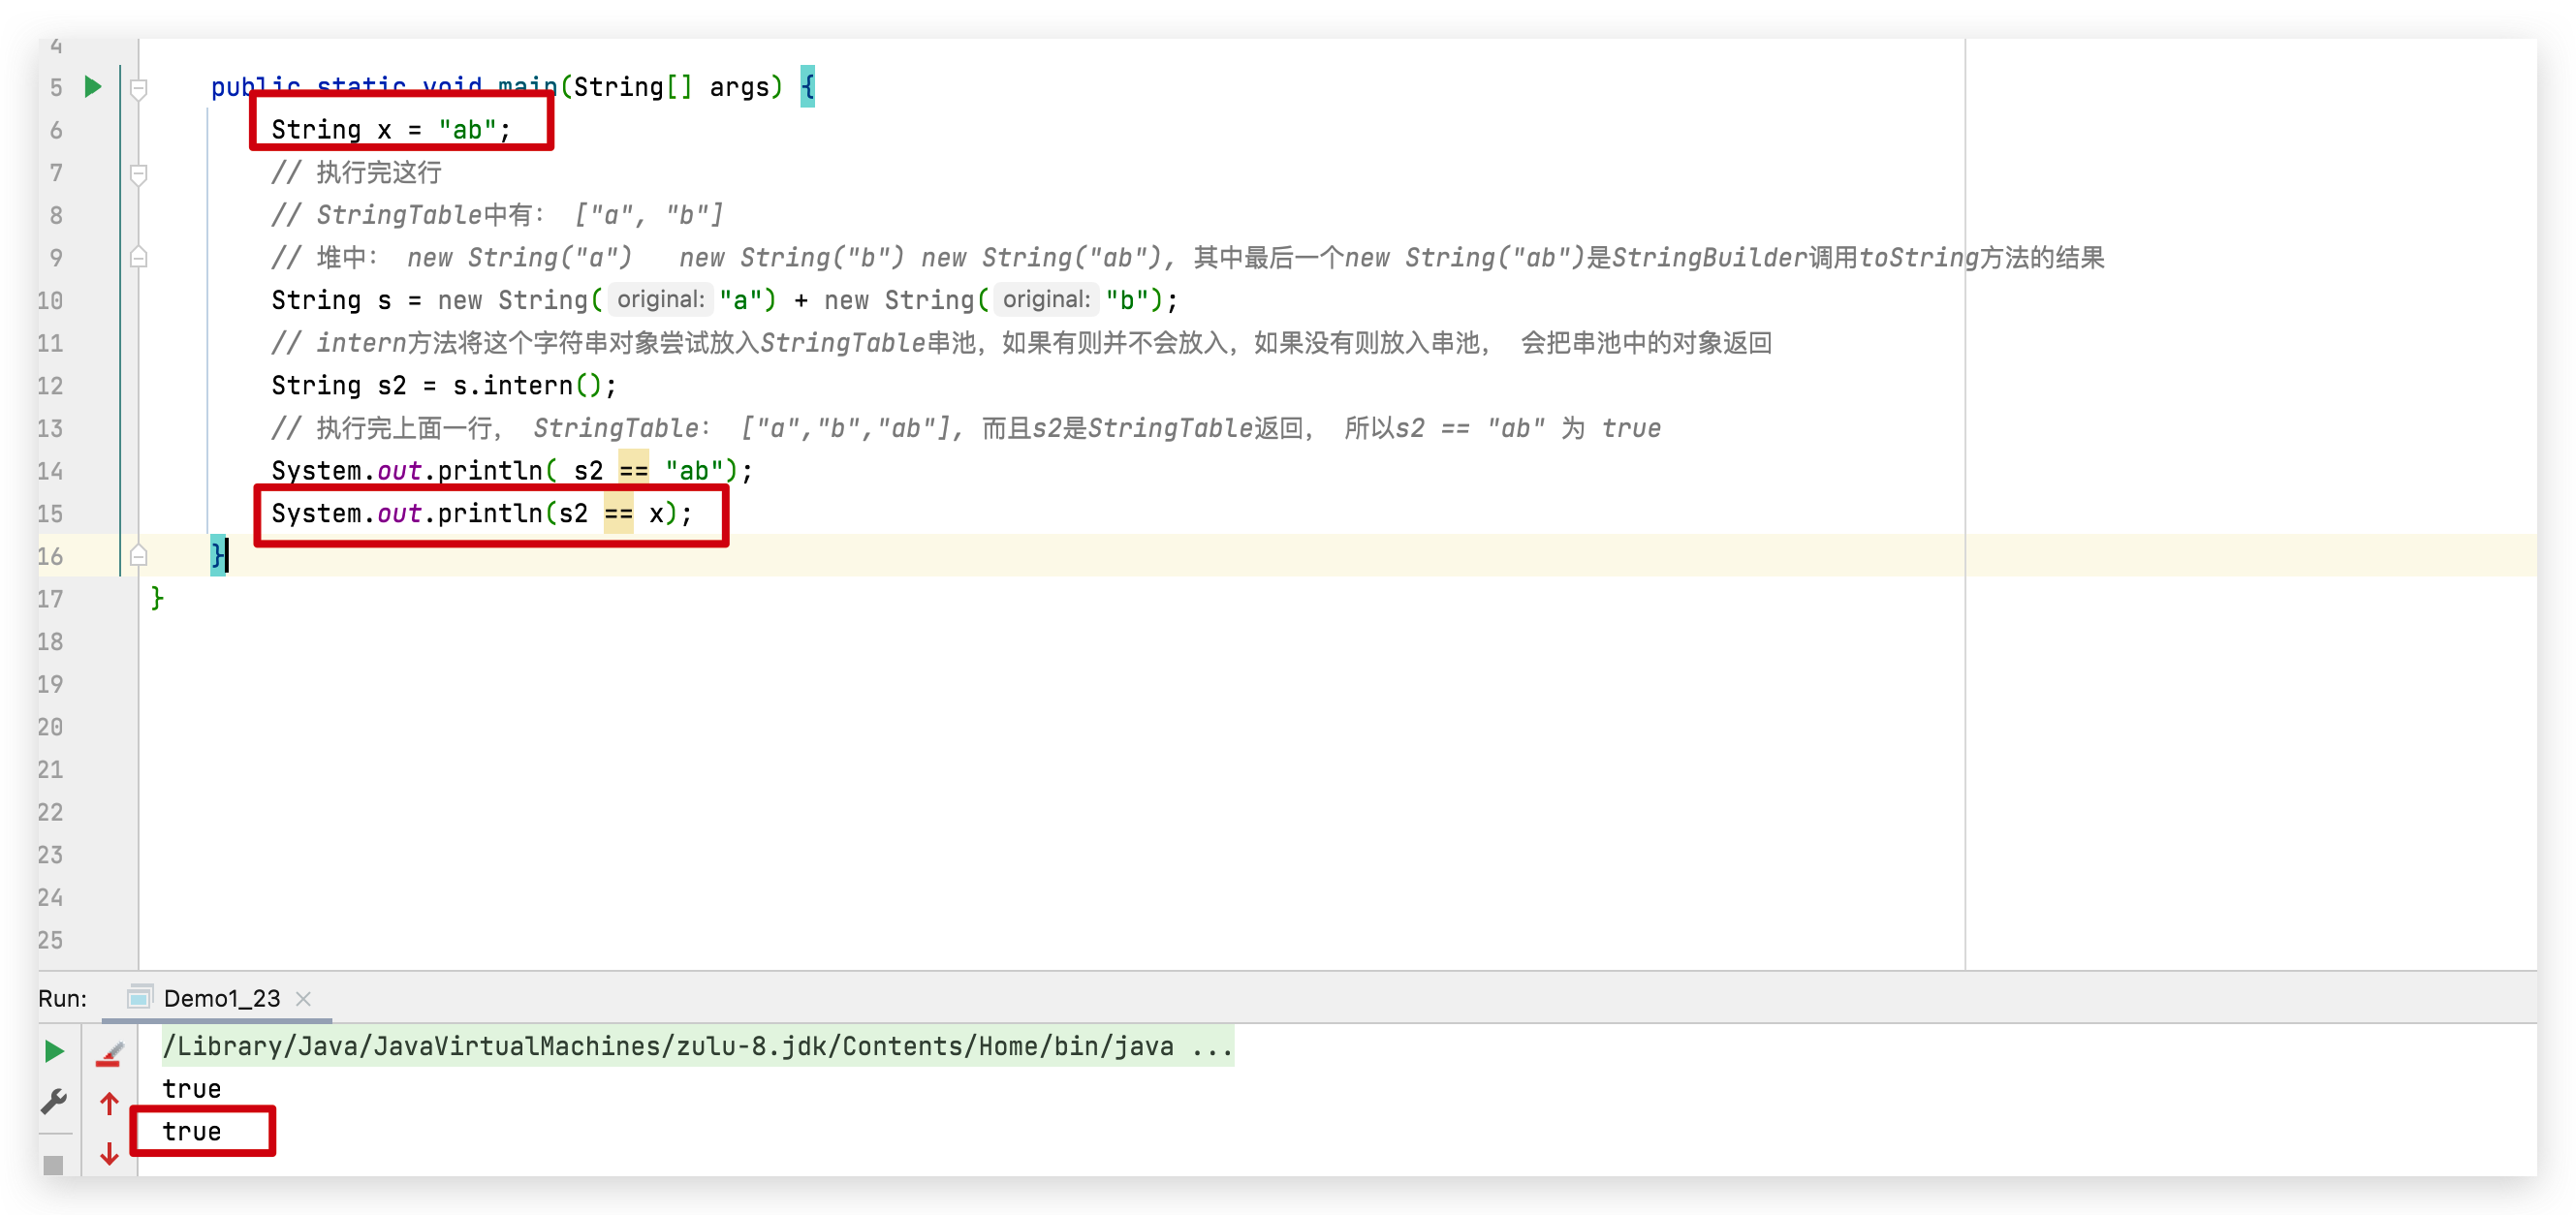 4
5 public static void main(String[] args) {
6 String x = "ab";
7 // 执行完这行
8 // StringTable中有： ["a", "b"]
9 // 堆中： new String("a")   new String("b") new String("ab"), 其中最后一个new String("ab")是StringBuilder调用toString方法的结果
10 String s = new String( original: "a") + new String( original: "b");
11 // intern方法将这个字符串对象尝试放入StringTable串池，如果有则并不会放入，如果没有则放入串池， 会把串池中的对象返回
12 String s2 = s.intern();
13 // 执行完上面一行， StringTable： ["a","b","ab"], 而且s2是StringTable返回， 所以s2 == "ab" 为 true
14 System.out.println( s2 == "ab");
15 System.out.println(s2 == x);
16 }
17 }
18
19
20
21
22
23
24
25
Run: Demo1_23
/Library/Java/JavaVirtualMachines/zulu-8.jdk/Contents/Home/bin/java ...
true
true